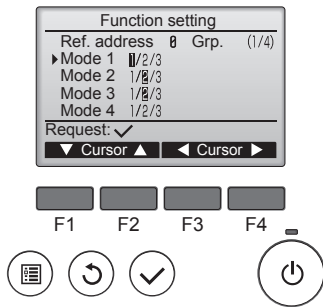 Function setting
Ref. address 0 Grp. (1/4)
Mode 1 1/2/3
Mode 2 1/2/3
Mode 3 1/2/3
Mode 4 1/2/3
Request:
Cursor Cursor
F1 F2 F3 F4